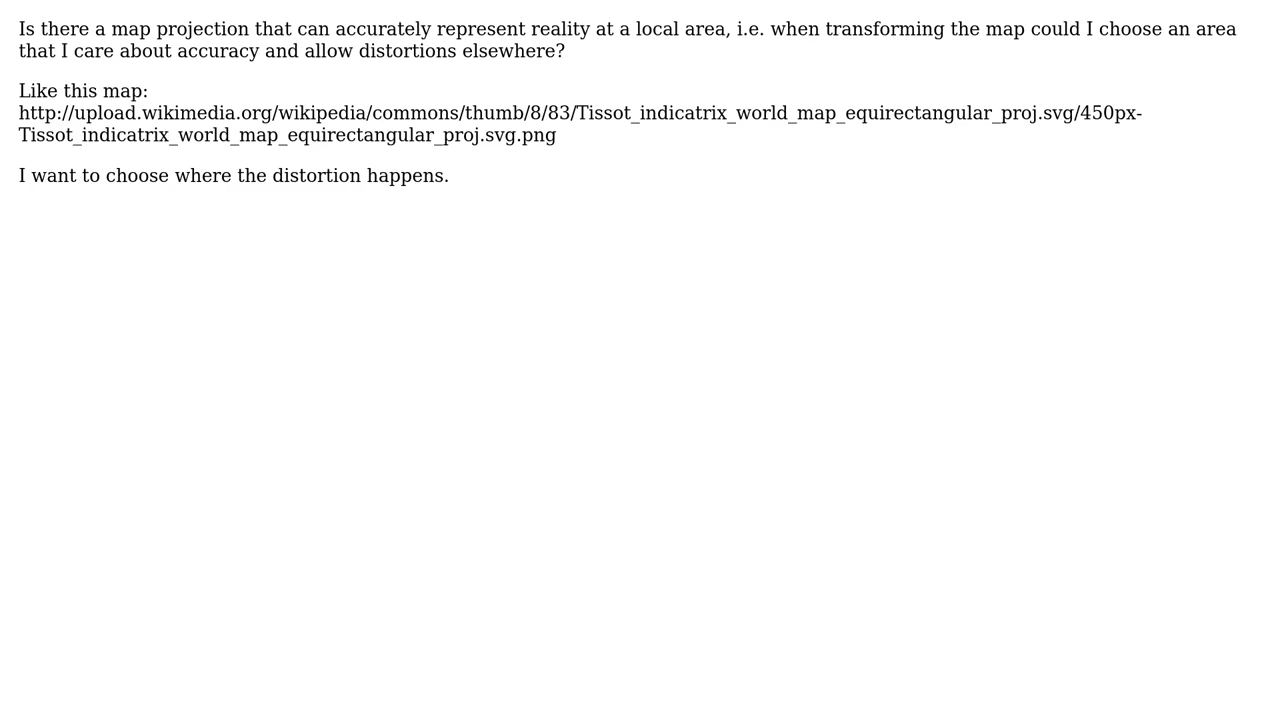 Is there a map projection that can accurately represent reality at a local area, i.e. when transforming the map could I choose an area
that I care about accuracy and allow distortions elsewhere?
Like this map:
http://upload.wikimedia.org/wikipedia/commons/thumb/8/83/Tissot_indicatrix_world_map_equirectangular_proj.svg/450px-
Tissot_indicatrix_world_map_equirectangular_proj.svg.png
I want to choose where the distortion happens.